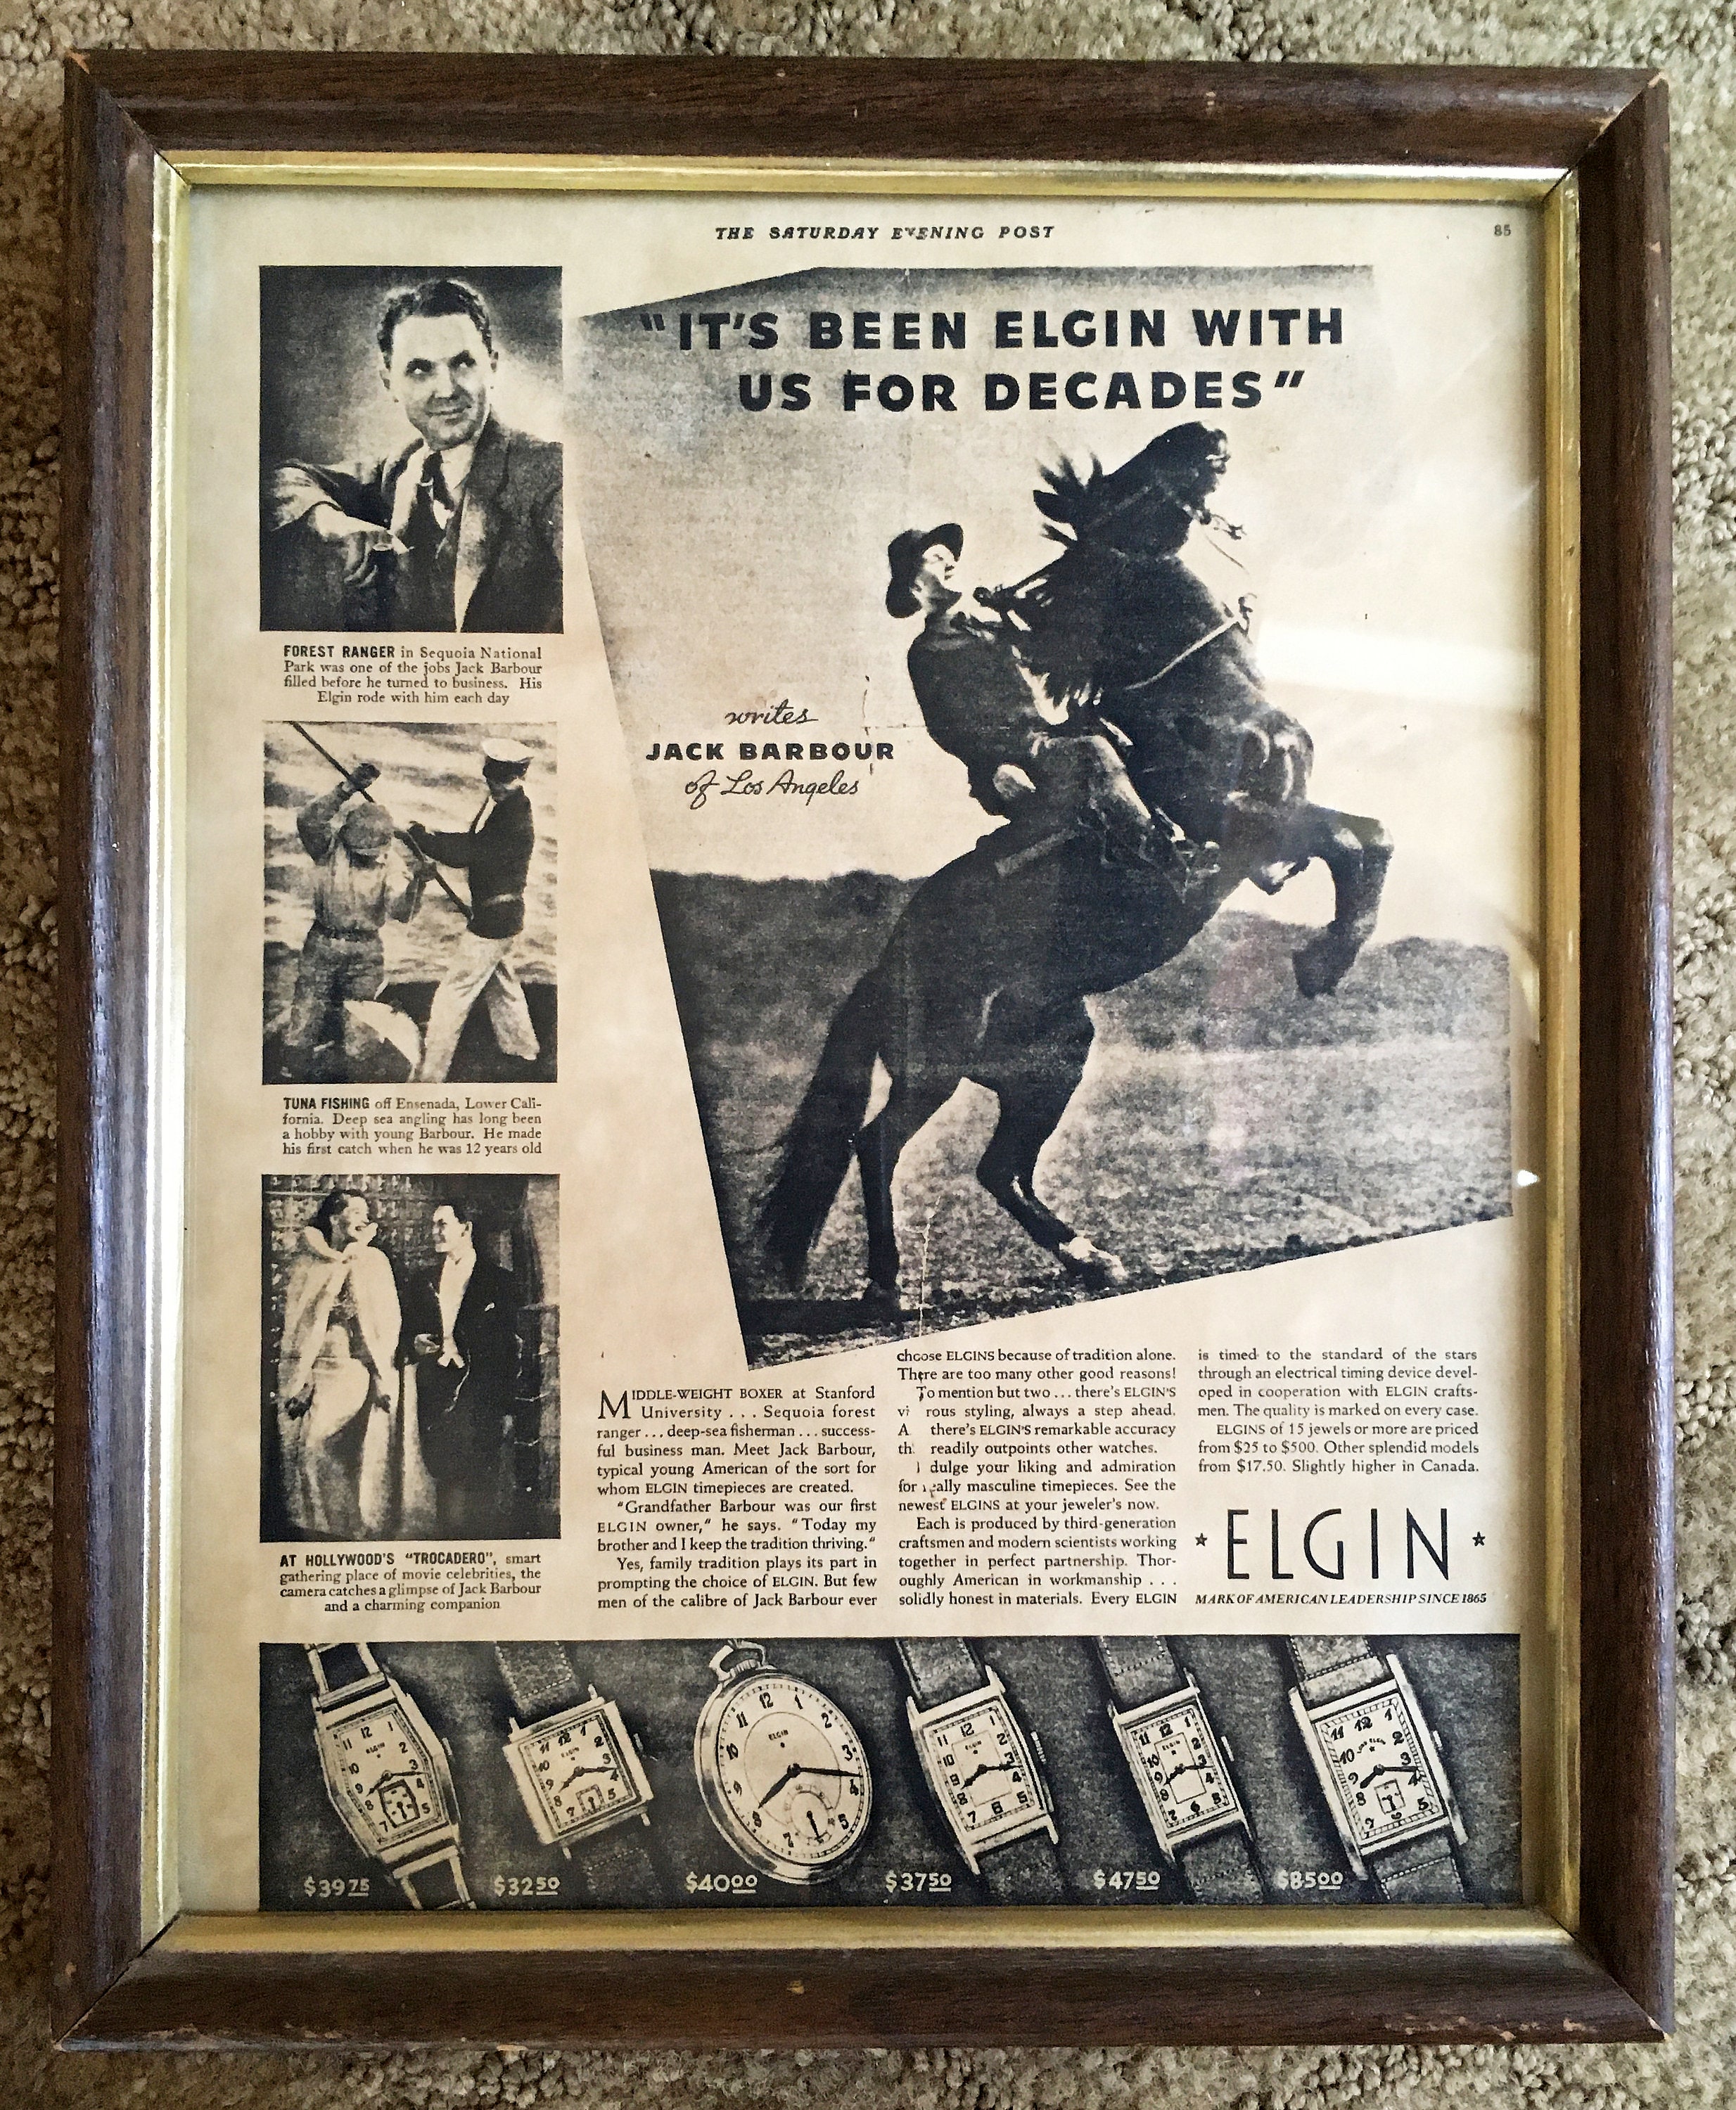 THE SATURDAY EVENING POST
85
"IT'S BEEN ELGIN WITH
US FOR DECADES"
writes
JACK BARBOUR
of Los Angeles
FOREST RANGER in Sequoia National
Park was one of the jobs Jack Barbour
filled before he turned to business. His
Elgin rode with him each day
TUNA FISHING off Ensenada, Lower Cali-
fornia. Deep sea angling has long been
a hobby with young Barbour. He made
his first catch when he was 12 years old
AT HOLLYWOOD'S "TROCADERO", smart
gathering place of movie celebrities, the
camera catches a glimpse of Jack Barbour
and a charming companion
MIDDLE-WEIGHT BOXER at Stanford
University . . . Sequoia forest
ranger . . . deep-sea fisherman . . . success-
ful business man. Meet Jack Barbour,
typical young American of the sort for
whom ELGIN timepieces are created.
"Grandfather Barbour was our first
ELGIN owner," he says. "Today my
brother and I keep the tradition thriving."
Yes, family tradition plays its part in
prompting the choice of ELGIN. But few
men of the calibre of Jack Barbour ever
choose ELGINS because of tradition alone.
There are too many other good reasons!
To mention but two . . . there's ELGIN'S
rous styling, always a step ahead.
A there's ELGIN'S remarkable accuracy
th readily outpoints other watches.
dulge your liking and admiration
for really masculine timepieces. See the
newest ELGINS at your jeweler's now.
Each is produced by third-generation
craftsmen and modern scientists working
together in perfect partnership. Thor-
oughly American in workmanship . . .
solidly honest in materials. Every ELGIN
is timed to the standard of the stars
through an electrical timing device devel-
oped in cooperation with ELGIN crafts-
men. The quality is marked on every case.
ELGINS of 15 jewels or more are priced
from $25 to $500. Other splendid models
from $17.50. Slightly higher in Canada.
★ ELGIN ★
MARK OF AMERICAN LEADERSHIP SINCE 1865
ELGIN
ELGIN
ELGIN
ELGIN
ELGIN
LORD ELGIN
$39 75
$32 50
$40 00
$37 50
$47 50
$85 00